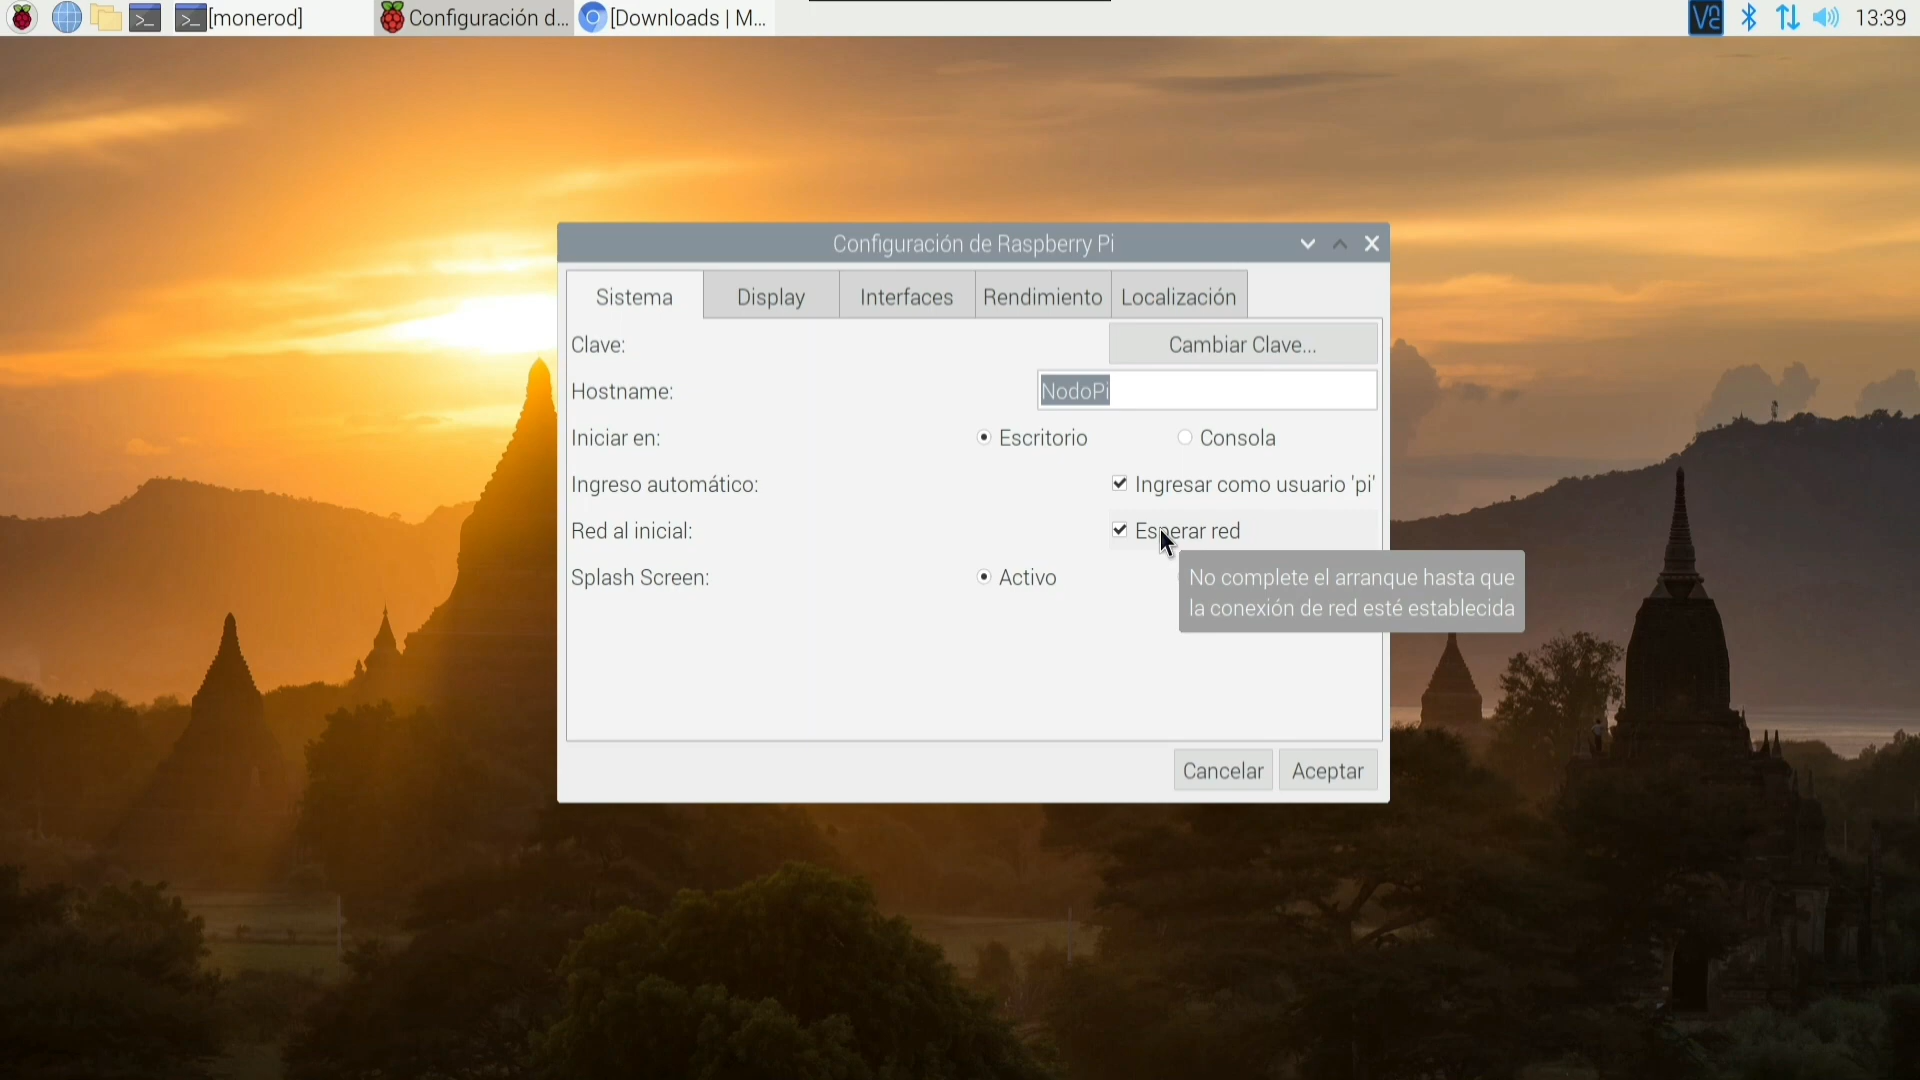 [monerod]
Configuración d...
[Downloads | M...
VNC
13:39
Configuración de Raspberry Pi
Sistema
Display
Interfaces
Rendimiento
Localización
Clave:
Cambiar Clave...
Hostname:
NodoPi
Iniciar en:
Escritorio
Consola
Ingreso automático:
Ingresar como usuario 'pi'
Red al inicial:
Esperar red
Splash Screen:
Activo
No complete el arranque hasta que
la conexión de red esté establecida
Cancelar
Aceptar